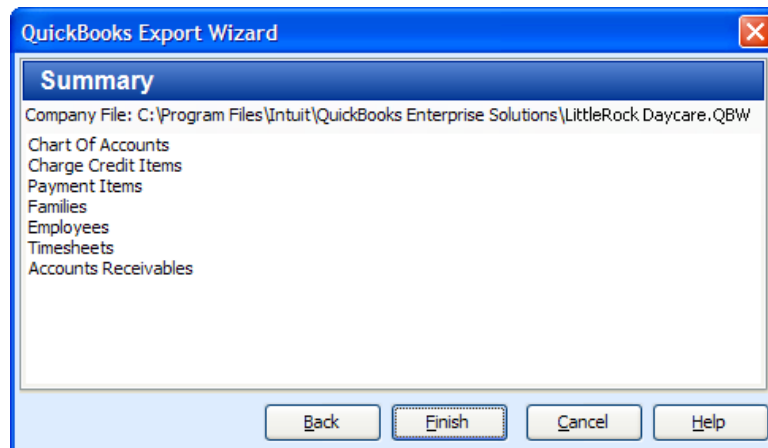 QuickBooks Export Wizard
Summary
Company File: C:\Program Files\Intuit\QuickBooks Enterprise Solutions\LittleRock Daycare.QBW
Chart Of Accounts
Charge Credit Items
Payment Items
Families
Employees
Timesheets
Accounts Receivables
Back Finish Cancel Help